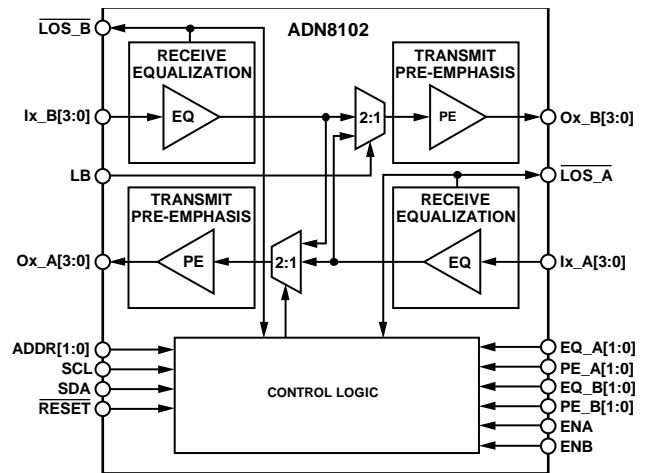 ADN8102
LOS_B
RECEIVE
EQUALIZATION
TRANSMIT
PRE-EMPHASIS
Ix_B[3:0]
EQ
2:1
PE
Ox_B[3:0]
LB
LOS_A
TRANSMIT
PRE-EMPHASIS
RECEIVE
EQUALIZATION
Ox_A[3:0]
PE
2:1
EQ
Ix_A[3:0]
ADDR[1:0]
SCL
SDA
RESET
CONTROL LOGIC
EQ_A[1:0]
PE_A[1:0]
EQ_B[1:0]
PE_B[1:0]
ENA
ENB